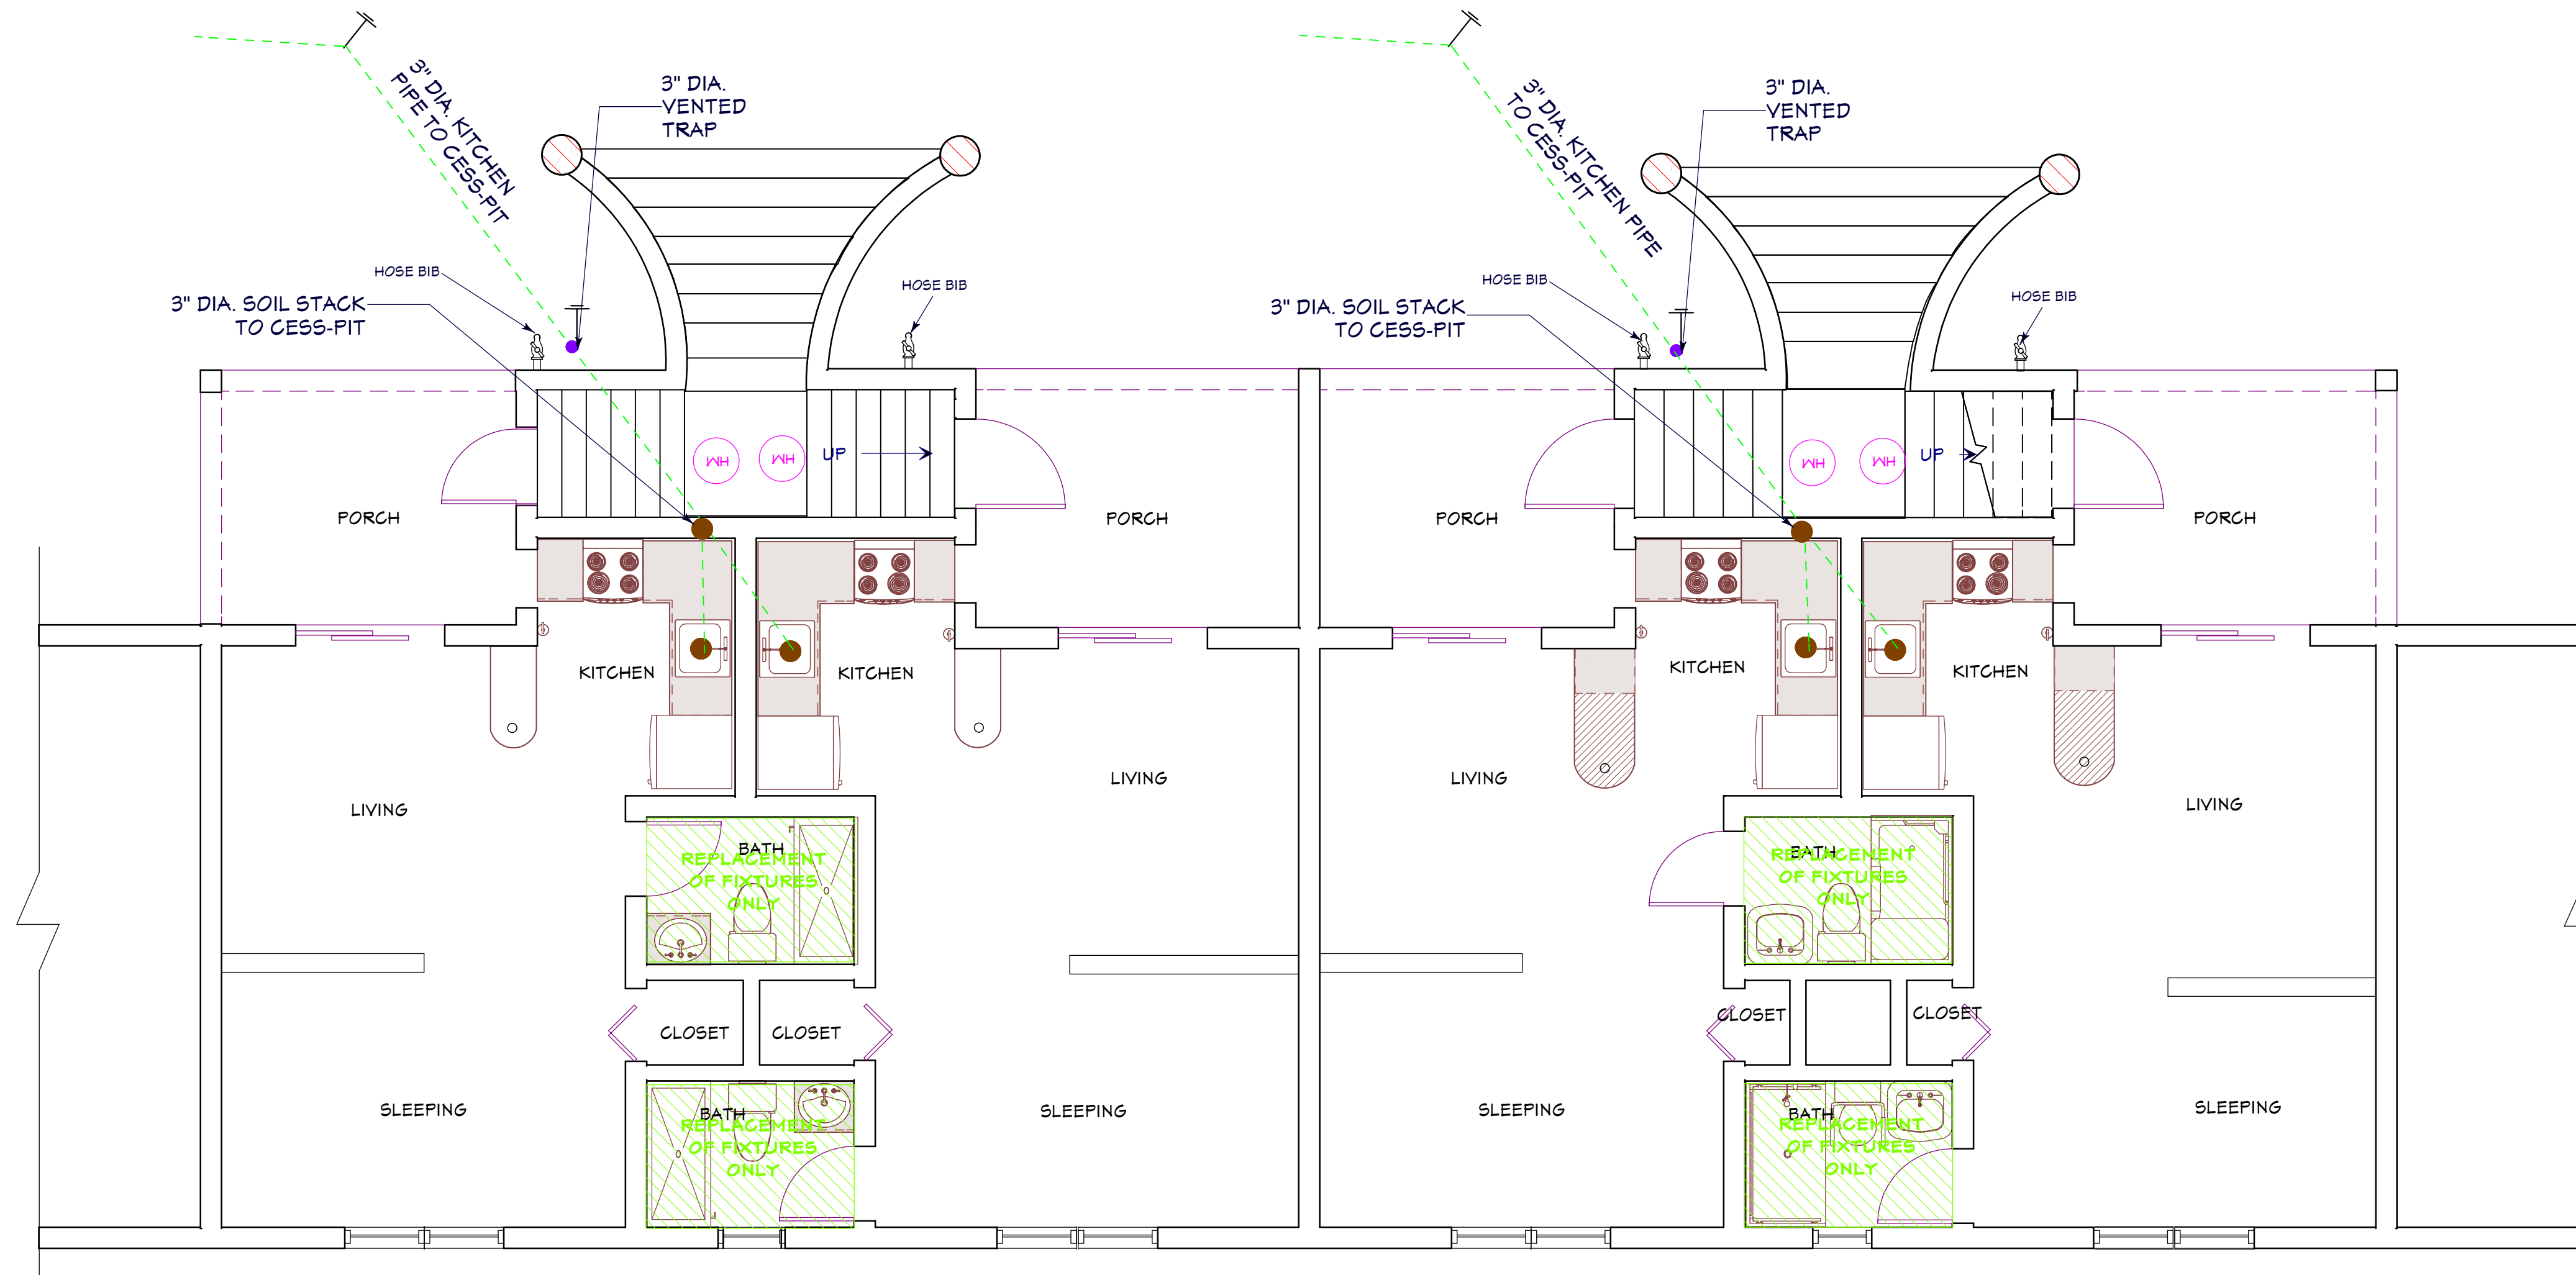 3" DIA. KITCHEN
PIPE TO CESS-PIT
3" DIA.
VENTED
TRAP
HOSE BIB
3" DIA. SOIL STACK
TO CESS-PIT
HOSE BIB
3" DIA. KITCHEN PIPE
TO CESS-PIT
3" DIA.
VENTED
TRAP
HOSE BIB
3" DIA. SOIL STACK
TO CESS-PIT
HOSE BIB
WH
WH
UP
WH
WH
UP
PORCH
PORCH
PORCH
PORCH
KITCHEN
KITCHEN
KITCHEN
KITCHEN
LIVING
LIVING
LIVING
LIVING
BATH
REPLACEMENT
OF FIXTURES
ONLY
BATH
REPLACEMENT
OF FIXTURES
ONLY
CLOSET
CLOSET
CLOSET
CLOSET
SLEEPING
BATH
REPLACEMENT
OF FIXTURES
ONLY
SLEEPING
SLEEPING
BATH
REPLACEMENT
OF FIXTURES
ONLY
SLEEPING